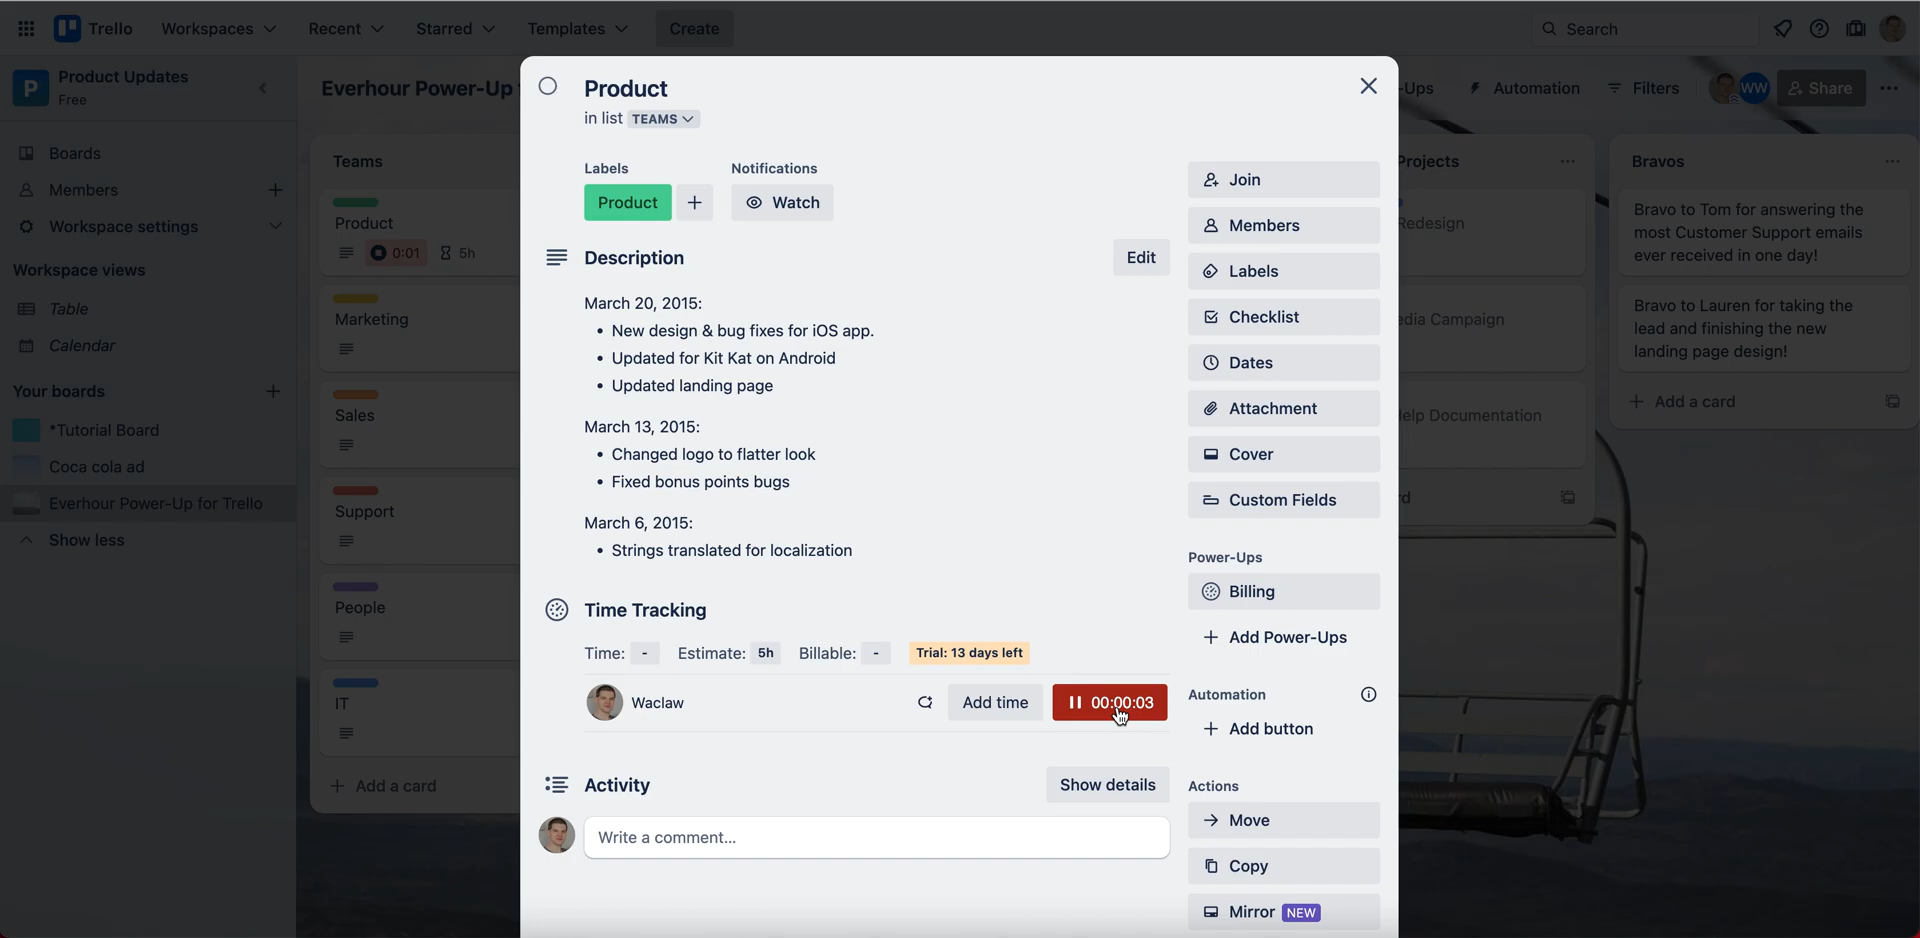 Trello Workspaces Recent Starred Templates Create Search
P Product Updates
Free
Boards
Members
Workspace settings
Workspace views
Table
Calendar
Your boards
*Tutorial Board
Coca cola ad
Everhour Power-Up for Trello
Show less
Everhour Power-Up
-Ups Automation Filters WW Share
Teams
Product
0:01 5h
Marketing
Sales
Support
People
IT
+ Add a card
Product
in list TEAMS
Labels Notifications
Product + Watch
Description Edit
March 20, 2015:
• New design & bug fixes for iOS app.
• Updated for Kit Kat on Android
• Updated landing page
March 13, 2015:
• Changed logo to flatter look
• Fixed bonus points bugs
March 6, 2015:
• Strings translated for localization
Time Tracking
Time: - Estimate: 5h Billable: - Trial: 13 days left
Waclaw Add time 00:00:03
Activity Show details
Write a comment...
Join
Members
Labels
Checklist
Dates
Attachment
Cover
Custom Fields
Power-Ups
Billing
+ Add Power-Ups
Automation
+ Add button
Actions
Move
Copy
Mirror NEW
Projects
Redesign
edia Campaign
Help Documentation
rd
Bravos
Bravo to Tom for answering the
most Customer Support emails
ever received in one day!
Bravo to Lauren for taking the
lead and finishing the new
landing page design!
+ Add a card